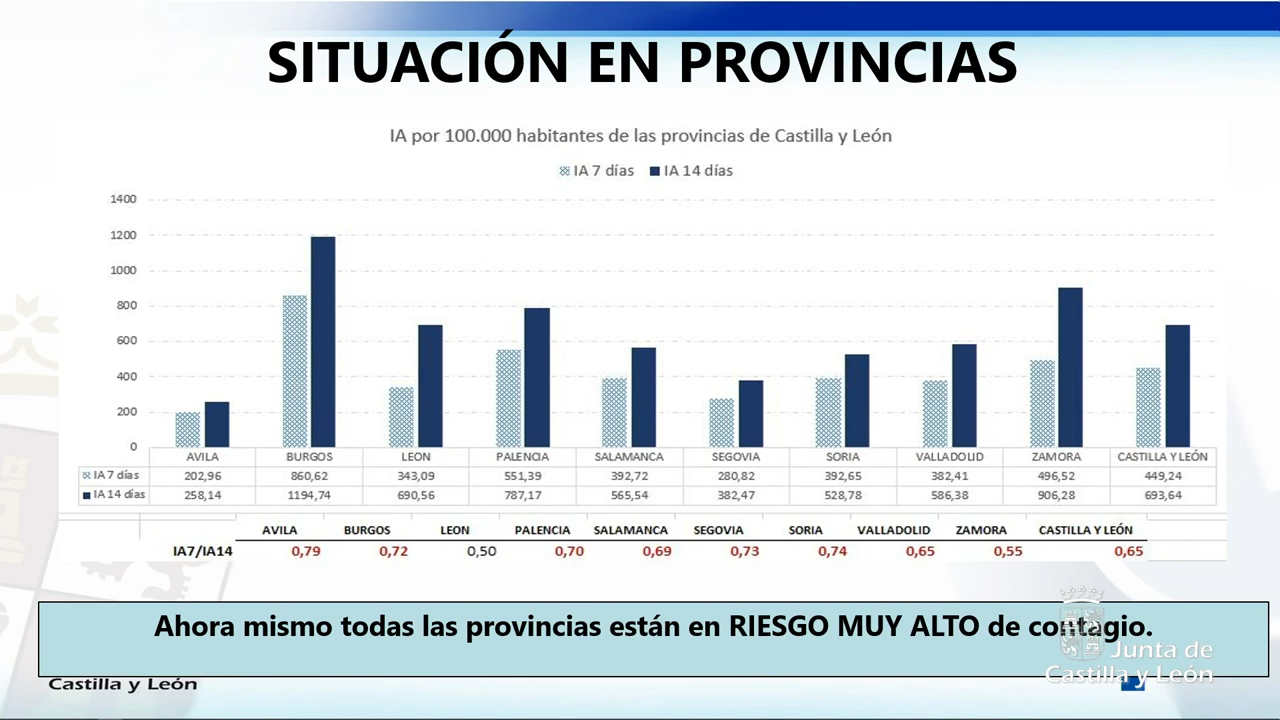 SITUACIÓN EN PROVINCIAS
IA por 100.000 habitantes de las provincias de Castilla y León
IA 7 días IA 14 días
1400
1200
1000
800
600
400
200
0
AVILA BURGOS LEON PALENCIA SALAMANCA SEGOVIA SORIA VALLADOLID ZAMORA CASTILLA Y LEÓN
IA 7 días 202,96 860,62 343,09 551,39 392,72 280,82 392,65 382,41 496,52 449,24
IA 14 días 258,14 1194,74 690,56 787,17 565,54 382,47 528,78 586,38 906,28 693,64
AVILA BURGOS LEON PALENCIA SALAMANCA SEGOVIA SORIA VALLADOLID ZAMORA CASTILLA Y LEÓN
IA7/IA14 0,79 0,72 0,50 0,70 0,69 0,73 0,74 0,65 0,55 0,65
Ahora mismo todas las provincias están en RIESGO MUY ALTO de contagio.
Junta de
Castilla y León
Castilla y León